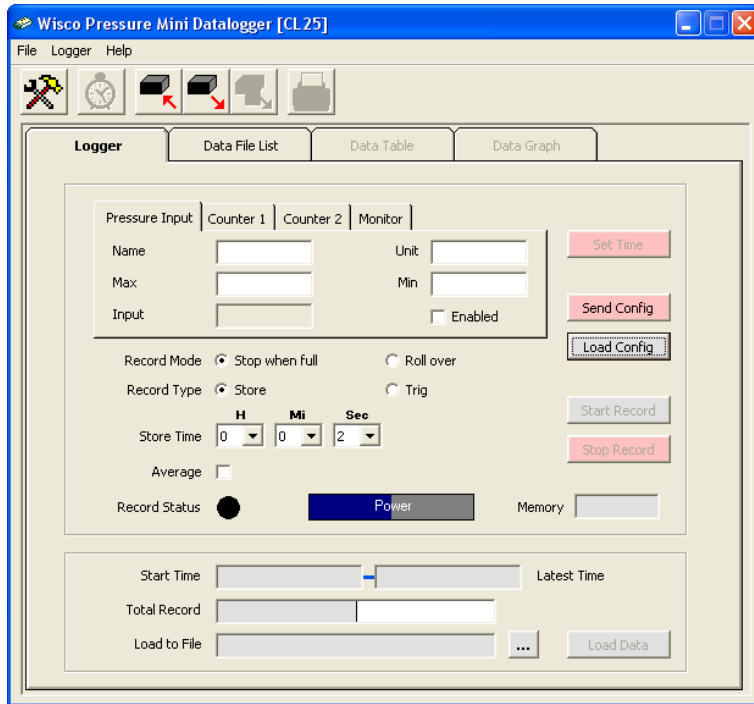 Wisco Pressure Mini Datalogger [CL25]
File Logger Help
Logger Data File List Data Table Data Graph
Pressure Input Counter 1 Counter 2 Monitor
Name Unit Set Time
Max Min
Input Enabled Send Config
Load Config
Record Mode Stop when full Roll over
Record Type Store Trig
H Mi Sec Start Record
Store Time 0 0 2
Stop Record
Average
Record Status Power Memory
Start Time Latest Time
Total Record
Load to File ... Load Data